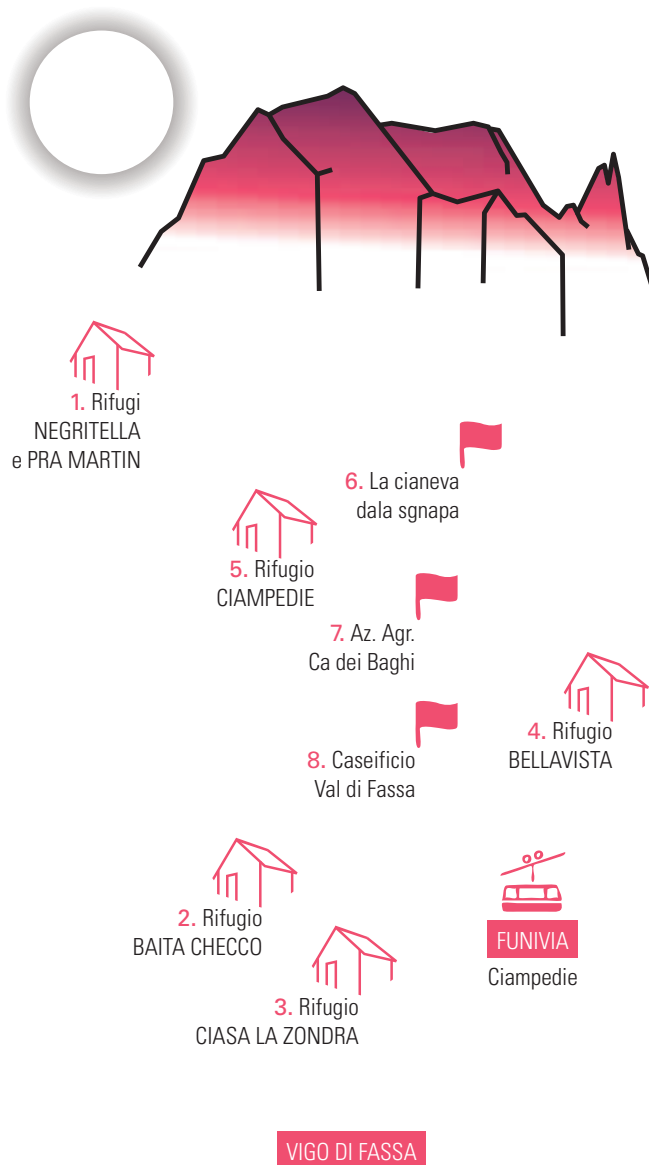 1. Rifugi
NEGRITELLA
e PRA MARTIN
6. La cianeva
dala sgnapa
5. Rifugio
CIAMPEDIE
7. Az. Agr.
Ca dei Baghi
4. Rifugio
BELLAVISTA
8. Caseificio
Val di Fassa
2. Rifugio
BAITA CHECCO
FUNIVIA
Ciampedie
3. Rifugio
CIASA LA ZONDRA
VIGO DI FASSA